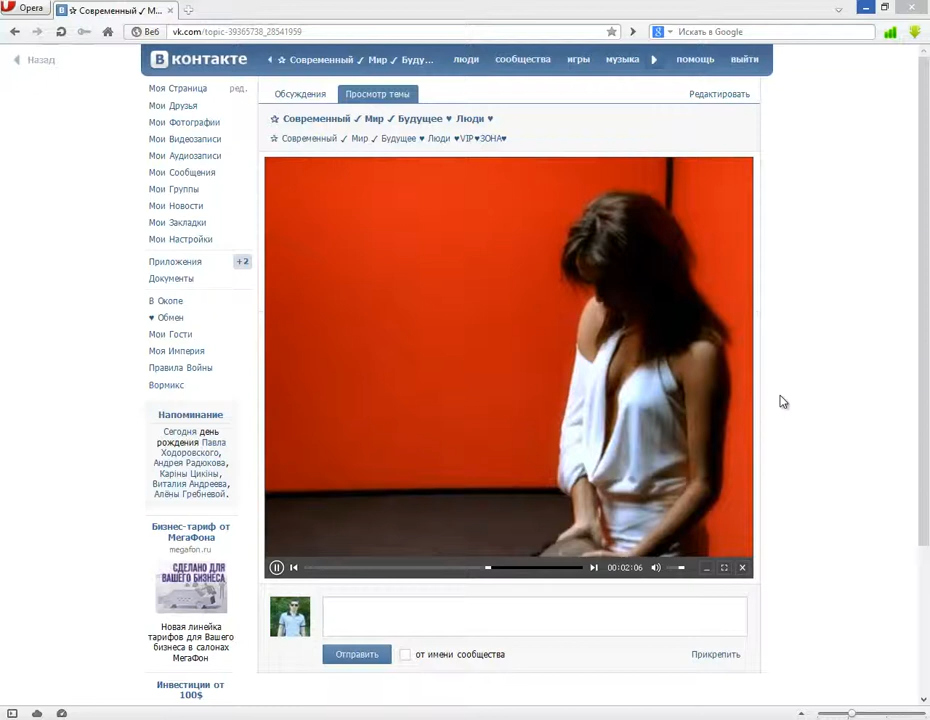 Opera
☆ Современный ✓ М...
Веб
vk.com/topic-39365738_28541959
Искать в Google
Назад
В контакте
☆ Современный ✓ Мир ✓ Буду...
люди
сообщества
игры
музыка
помощь
выйти
Моя Страница
ред.
Мои Друзья
Мои Фотографии
Мои Видеозаписи
Мои Аудиозаписи
Мои Сообщения
Мои Группы
Мои Новости
Мои Закладки
Мои Настройки
Приложения
+2
Документы
В Окопе
♥ Обмен
Мои Гости
Моя Империя
Правила Войны
Вормикс
Напоминание
Сегодня день
рождения Павла
Ходоровского,
Андрея Радюкова,
Каріны Цикіны,
Виталия Андреева,
Алёны Гребневой.
Бизнес-тариф от
МегаФона
megafon.ru
СДЕЛАНО ДЛЯ
ВАШЕГО БИЗНЕСА
Новая линейка
тарифов для Вашего
бизнеса в салонах
МегаФон
Инвестиции от
100$
Обсуждения
Просмотр темы
Редактировать
☆ Современный ✓ Мир ✓ Будущее ♥ Люди ♥
☆ Современный ✓ Мир ✓ Будущее ♥ Люди ♥VIP♥ЗОНА♥
00:02:06
Отправить
от имени сообщества
Прикрепить